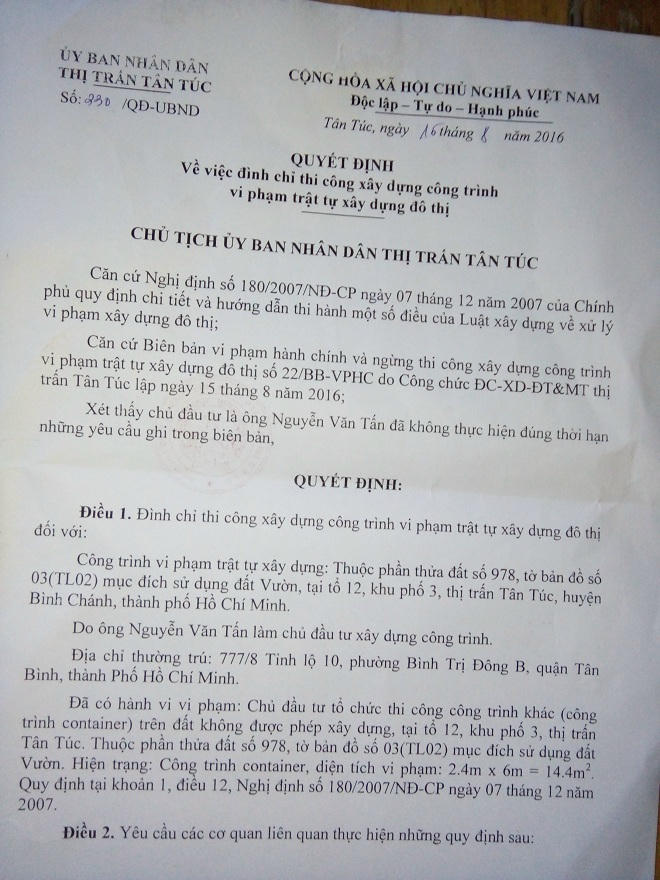 ỦY BAN NHÂN DÂN
THỊ TRẤN TÂN TÚC
Số: 230 /QĐ-UBND
CỘNG HÒA XÃ HỘI CHỦ NGHĨA VIỆT NAM
Độc lập – Tự do – Hạnh phúc
Tân Túc, ngày 16 tháng 8 năm 2016
QUYẾT ĐỊNH
Về việc đình chỉ thi công xây dựng công trình
vi phạm trật tự xây dựng đô thị
CHỦ TỊCH ỦY BAN NHÂN DÂN THỊ TRẤN TÂN TÚC
Căn cứ Nghị định số 180/2007/NĐ-CP ngày 07 tháng 12 năm 2007 của Chính
phủ quy định chi tiết và hướng dẫn thi hành một số điều của Luật xây dựng về xử lý
vi phạm xây dựng đô thị;
Căn cứ Biên bản vi phạm hành chính và ngừng thi công xây dựng công trình
vi phạm trật tự xây dựng đô thị số 22/BB-VPHC do Công chức ĐC-XD-ĐT&MT thị
trấn Tân Túc lập ngày 15 tháng 8 năm 2016;
Xét thấy chủ đầu tư là ông Nguyễn Văn Tấn đã không thực hiện đúng thời hạn
những yêu cầu ghi trong biên bản,
QUYẾT ĐỊNH:
Điều 1. Đình chỉ thi công xây dựng công trình vi phạm trật tự xây dựng đô thị
đối với:
Công trình vi phạm trật tự xây dựng: Thuộc phần thửa đất số 978, tờ bản đồ số
03(TL02) mục đích sử dụng đất Vườn, tại tổ 12, khu phố 3, thị trấn Tân Túc, huyện
Bình Chánh, thành phố Hồ Chí Minh.
Do ông Nguyễn Văn Tấn làm chủ đầu tư xây dựng công trình.
Địa chỉ thường trú: 777/8 Tỉnh lộ 10, phường Bình Trị Đông B, quận Tân
Bình, thành Phố Hồ Chí Minh.
Đã có hành vi vi phạm: Chủ đầu tư tổ chức thi công công trình khác (công
trình container) trên đất không được phép xây dựng, tại tổ 12, khu phố 3, thị trấn
Tân Túc. Thuộc phần thửa đất số 978, tờ bản đồ số 03(TL02) mục đích sử dụng đất
Vườn. Hiện trạng: Công trình container, diện tích vi phạm: 2.4m x 6m = 14.4m².
Quy định tại khoản 1, điều 12, Nghị định số 180/2007/NĐ-CP ngày 07 tháng 12 năm
2007.
Điều 2. Yêu cầu các cơ quan liên quan thực hiện những quy định sau: